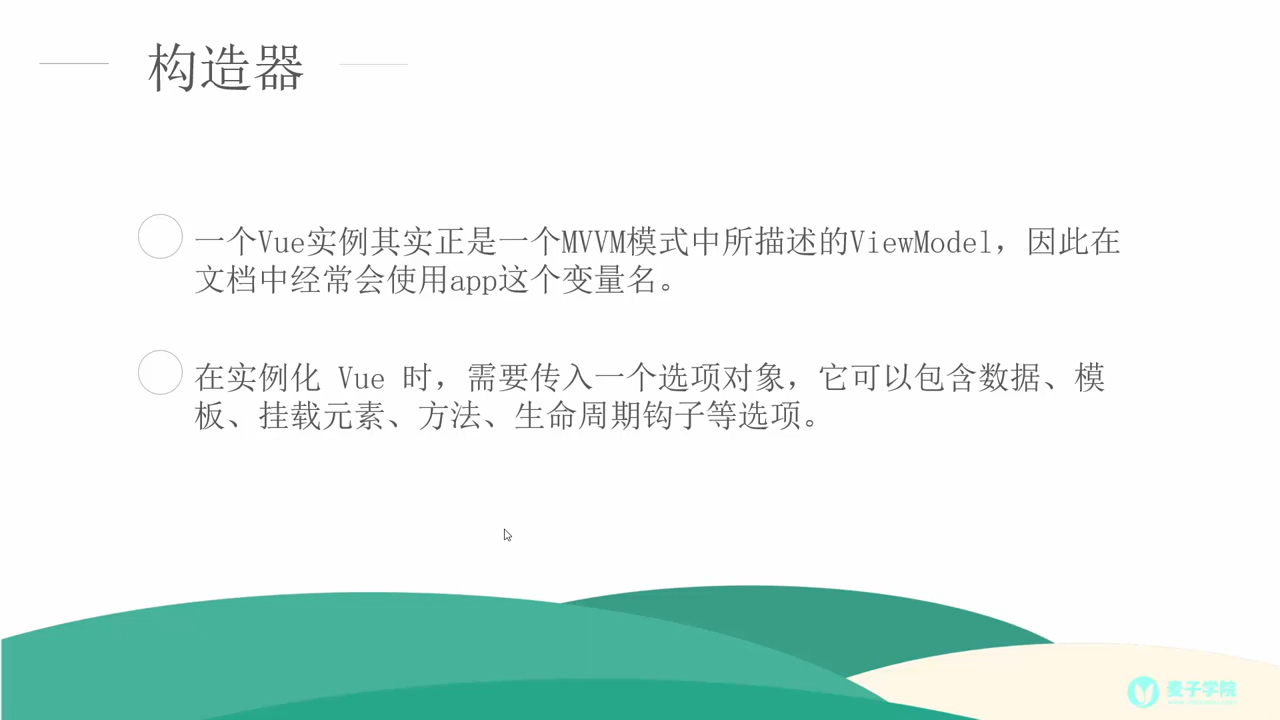 构造器
一个Vue实例其实正是一个MVVM模式中所描述的ViewModel，因此在
文档中经常会使用app这个变量名。
在实例化 Vue 时，需要传入一个选项对象，它可以包含数据、模
板、挂载元素、方法、生命周期钩子等选项。
麦子学院